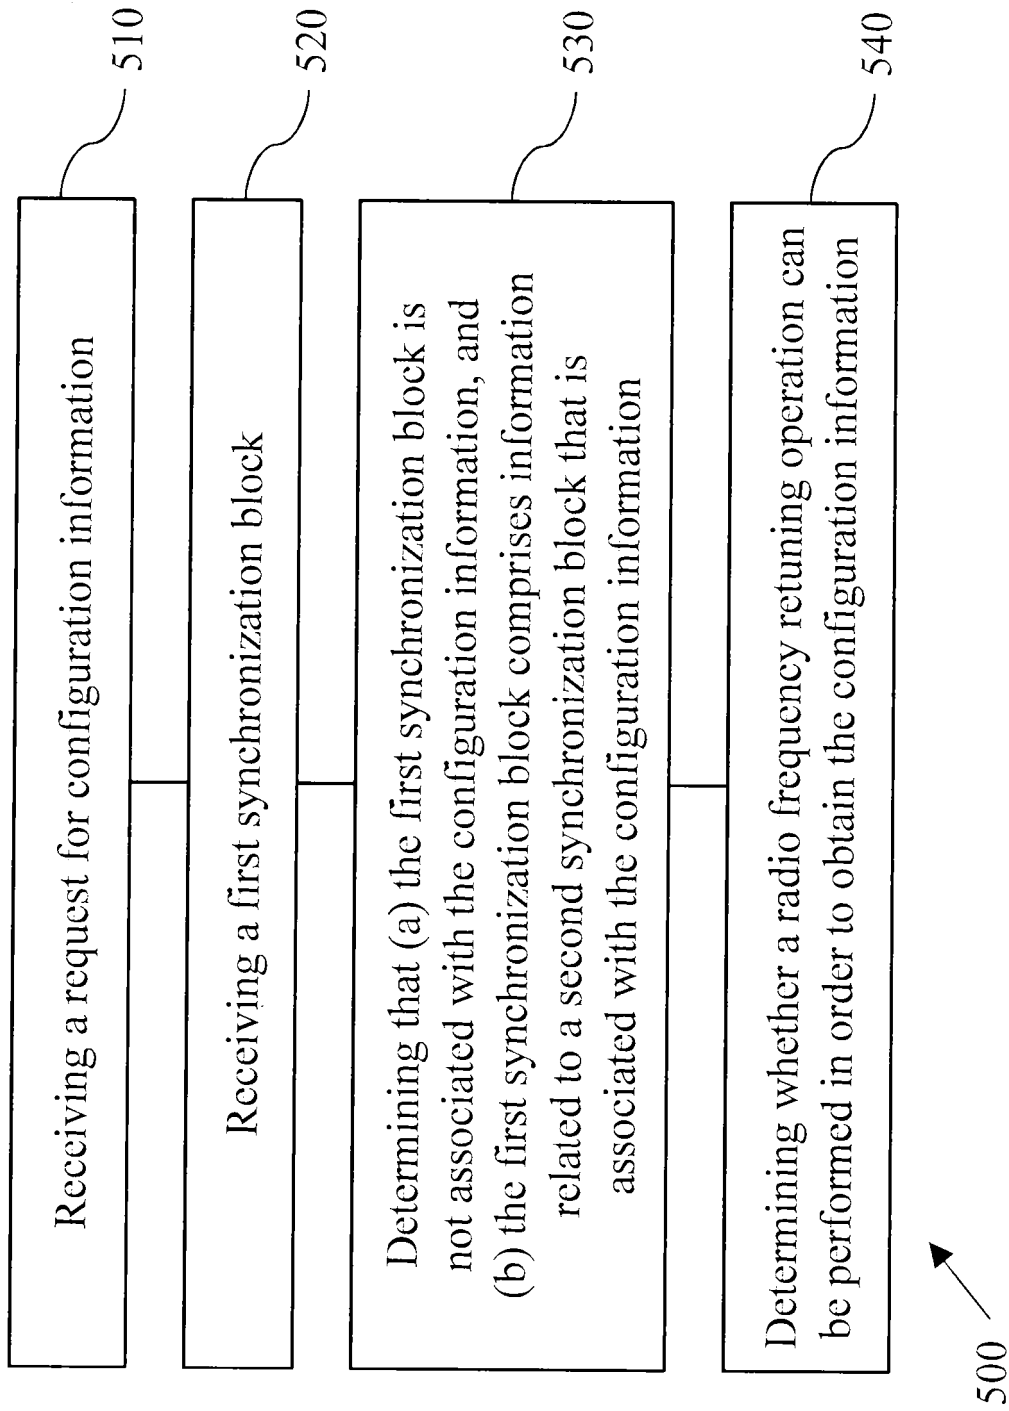 Receiving a request for configuration information
510
Receiving a first synchronization block
520
Determining that (a) the first synchronization block is
not associated with the configuration information, and
(b) the first synchronization block comprises information
related to a second synchronization block that is
associated with the configuration information
530
Determining whether a radio frequency retuning operation can
be performed in order to obtain the configuration information
540
500